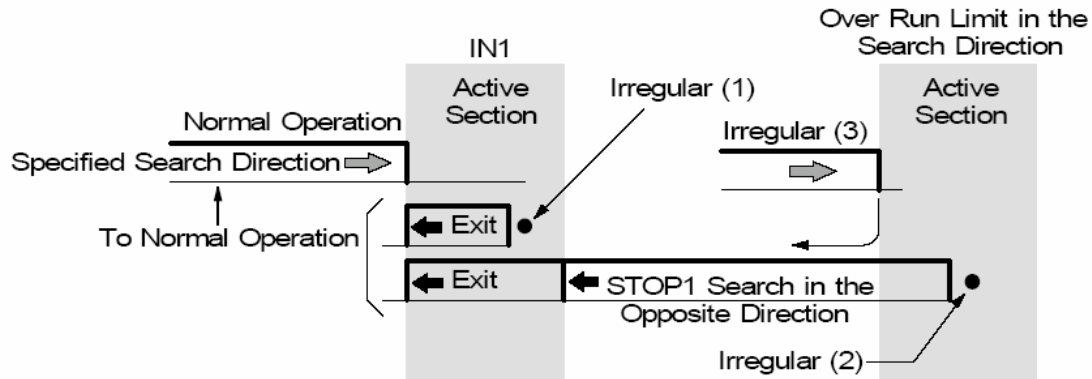 Over Run Limit in the
Search Direction
IN1
Active
Section
Irregular (1)
Active
Section
Normal Operation
Irregular (3)
Specified Search Direction
To Normal Operation
Exit
Exit
STOP1 Search in the
Opposite Direction
Irregular (2)